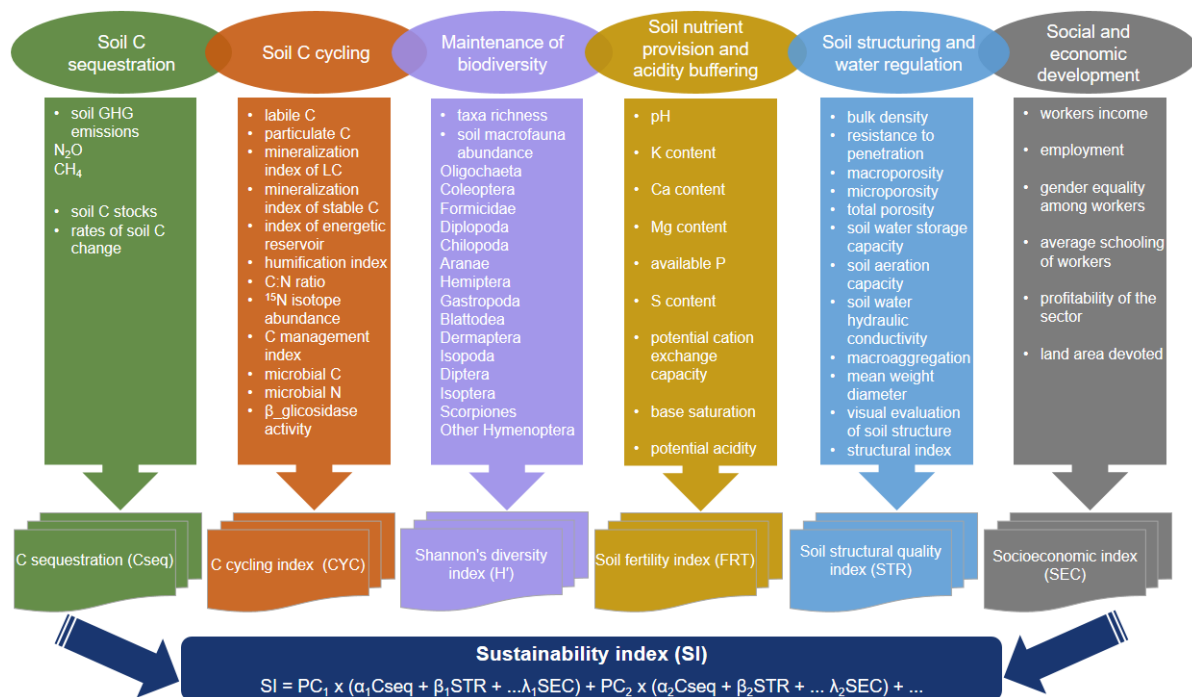 Soil C
sequestration
Soil C cycling
Maintenance of
biodiversity
Soil nutrient
provision and
acidity buffering
Soil structuring and
water regulation
Social and
economic
development
• soil GHG
emissions
N₂O
CH₄
• soil C stocks
• rates of soil C
change
• labile C
• particulate C
• mineralization
index of LC
• mineralization
index of stable C
• index of energetic
reservoir
• humification index
• C:N ratio
• ¹⁵N isotope
abundance
• C management
index
• microbial C
• microbial N
• β_glicosidase
activity
• taxa richness
• soil macrofauna
abundance
Oligochaeta
Coleoptera
Formicidae
Diplopoda
Chilopoda
Aranae
Hemiptera
Gastropoda
Blattodea
Dermaptera
Isopoda
Diptera
Isoptera
Scorpiones
Other Hymenoptera
• pH
• K content
• Ca content
• Mg content
• available P
• S content
• potential cation
exchange
capacity
• base saturation
• potential acidity
• bulk density
• resistance to
penetration
• macroporosity
• microporosity
• total porosity
• soil water storage
capacity
• soil aeration
capacity
• soil water
hydraulic
conductivity
• macroaggregation
• mean weight
diameter
• visual evaluation
of soil structure
• structural index
• workers income
• employment
• gender equality
among workers
• average schooling
of workers
• profitability of the
sector
• land area devoted
C sequestration (Cseq)
C cycling index (CYC)
Shannon's diversity
index (H′)
Soil fertility index (FRT)
Soil structural quality
index (STR)
Socioeconomic index
(SEC)
Sustainability index (SI)
SI = PC₁ x (α₁Cseq + β₁STR + ...λ₁SEC) + PC₂ x (α₂Cseq + β₂STR + ... λ₂SEC) + ...